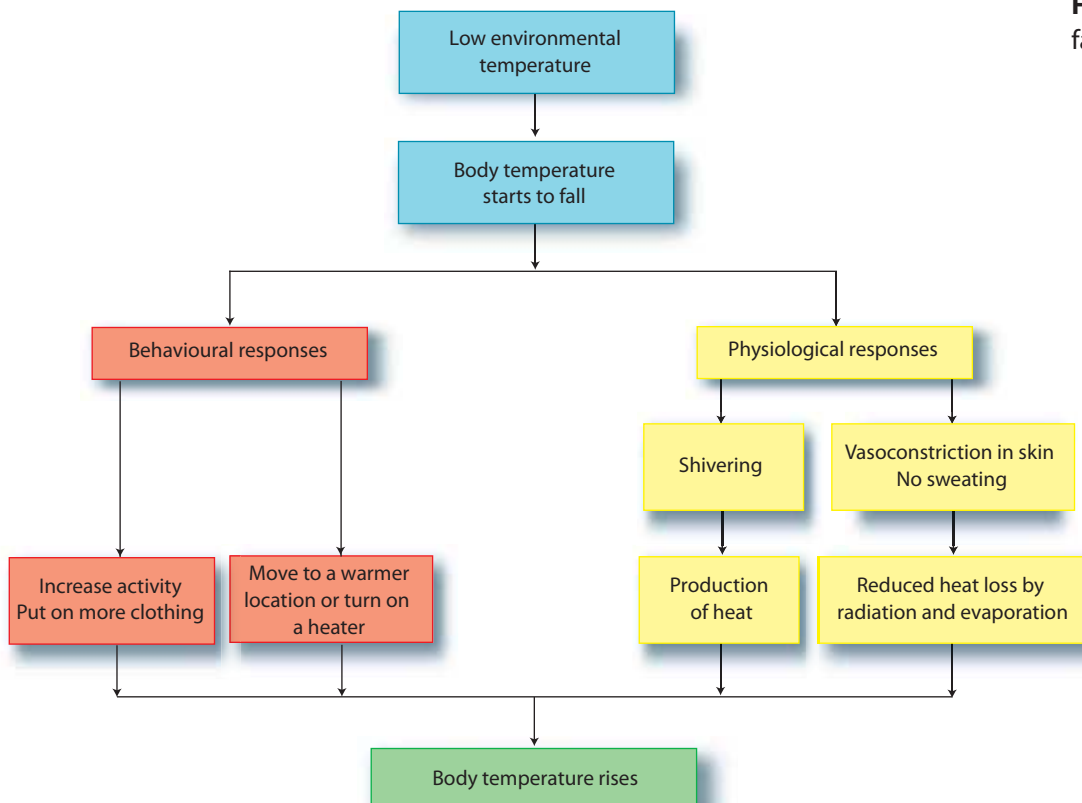 Low environmental
temperature
Body temperature
starts to fall
Behavioural responses
Physiological responses
Shivering
Vasoconstriction in skin
No sweating
Increase activity
Put on more clothing
Move to a warmer
location or turn on
a heater
Production
of heat
Reduced heat loss by
radiation and evaporation
Body temperature rises